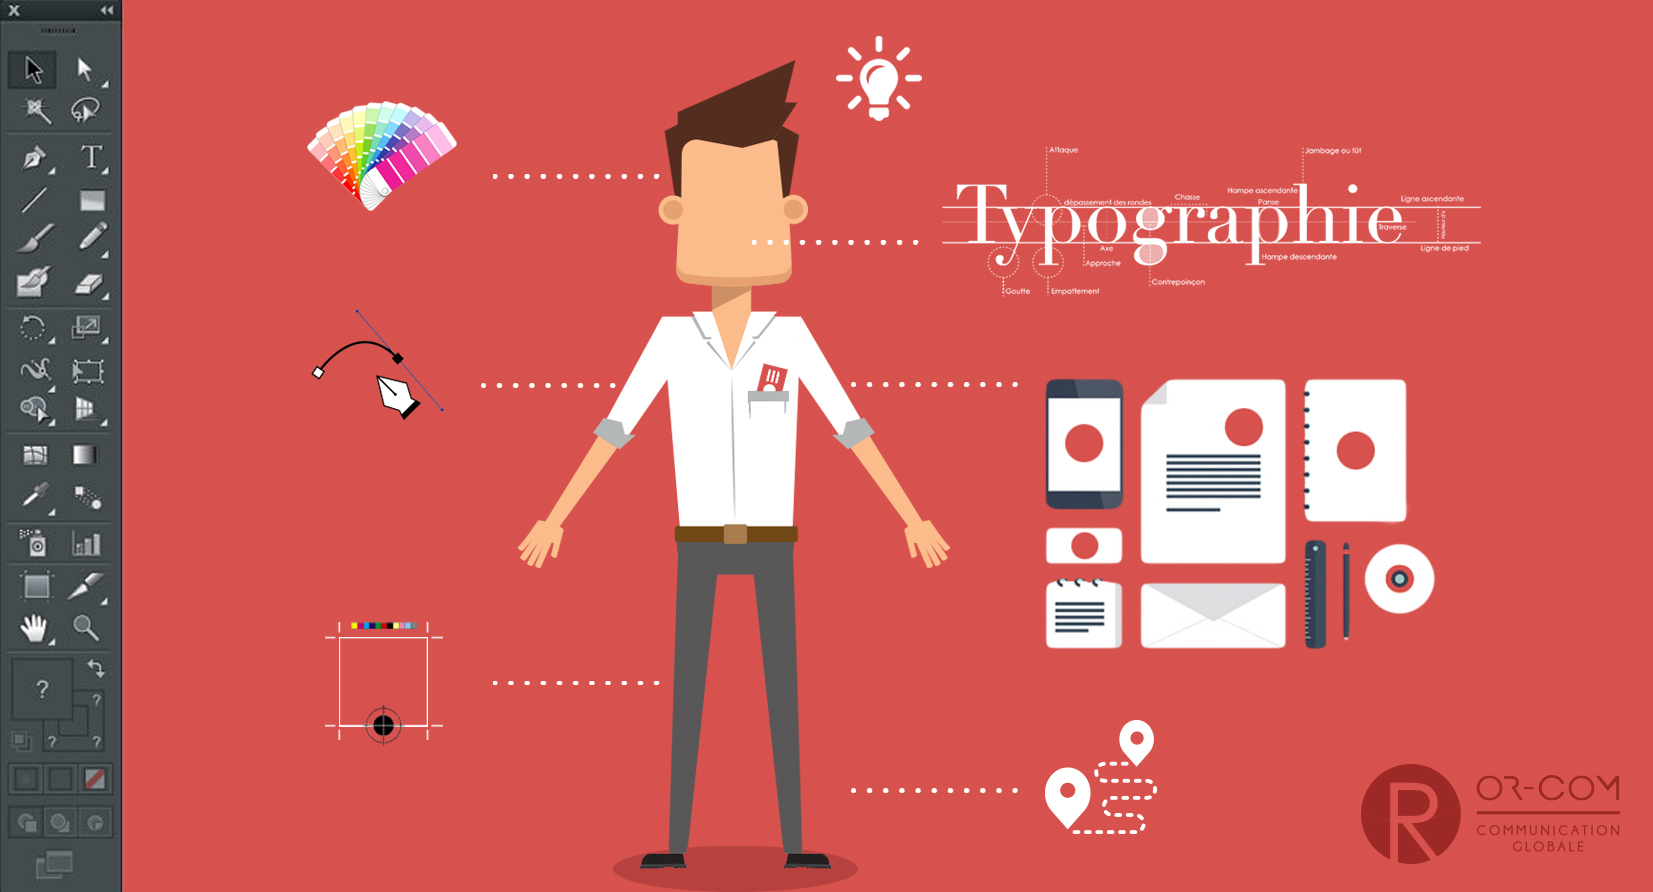 X
T
Attaque
Jambage ou fût
Hampe ascendante
Chasse
Ligne ascendante
dépassement des rondes
Panse
Typographie
Traverse
Axe
Ligne de pied
Approche
Hampe descendante
Contrepoinçon
Goutte
Empattement
?
?
?
?
R
OR-COM
COMMUNICATION
GLOBALE